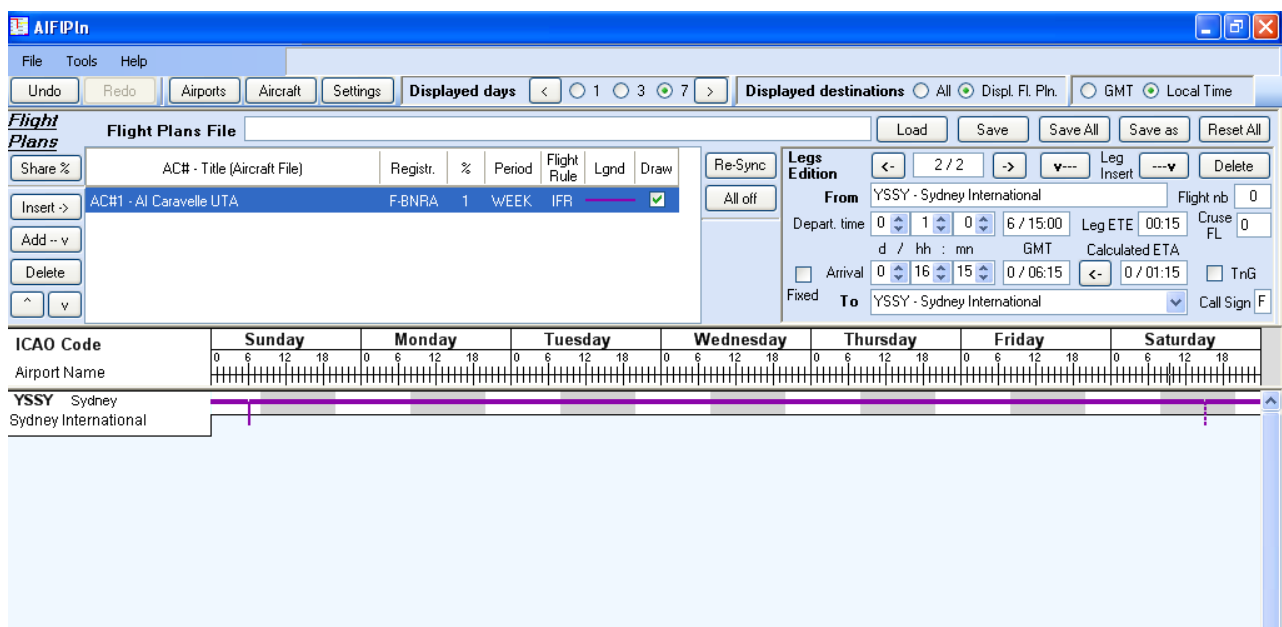 AIFIPln
File Tools Help
Undo Redo Airports Aircraft Settings Displayed days < 1 3 7 > Displayed destinations All Displ. Fl. Pln. GMT Local Time
Flight Plans
Flight Plans File Load Save Save All Save as Reset All
Share % AC# - Title (Aircraft File) Registr. % Period Flight Rule Lgnd Draw Re-Sync Legs Edition <- 2 / 2 -> v--- Leg Insert ---v Delete
Insert -> AC#1 - AI Caravelle UTA F-BNRA 1 WEEK IFR All off From YSSY - Sydney International Flight nb 0
Add -- v Depart. time 0 1 0 6 / 15:00 Leg ETE 00:15 Cruse FL 0
d / hh : mn GMT Calculated ETA
Delete Arrival 0 16 15 0 / 06:15 <- 0 / 01:15 TnG
^ v Fixed To YSSY - Sydney International Call Sign F
ICAO Code Sunday Monday Tuesday Wednesday Thursday Friday Saturday
0 6 12 18 0 6 12 18 0 6 12 18 0 6 12 18 0 6 12 18 0 6 12 18 0 6 12 18
Airport Name
YSSY Sydney
Sydney International